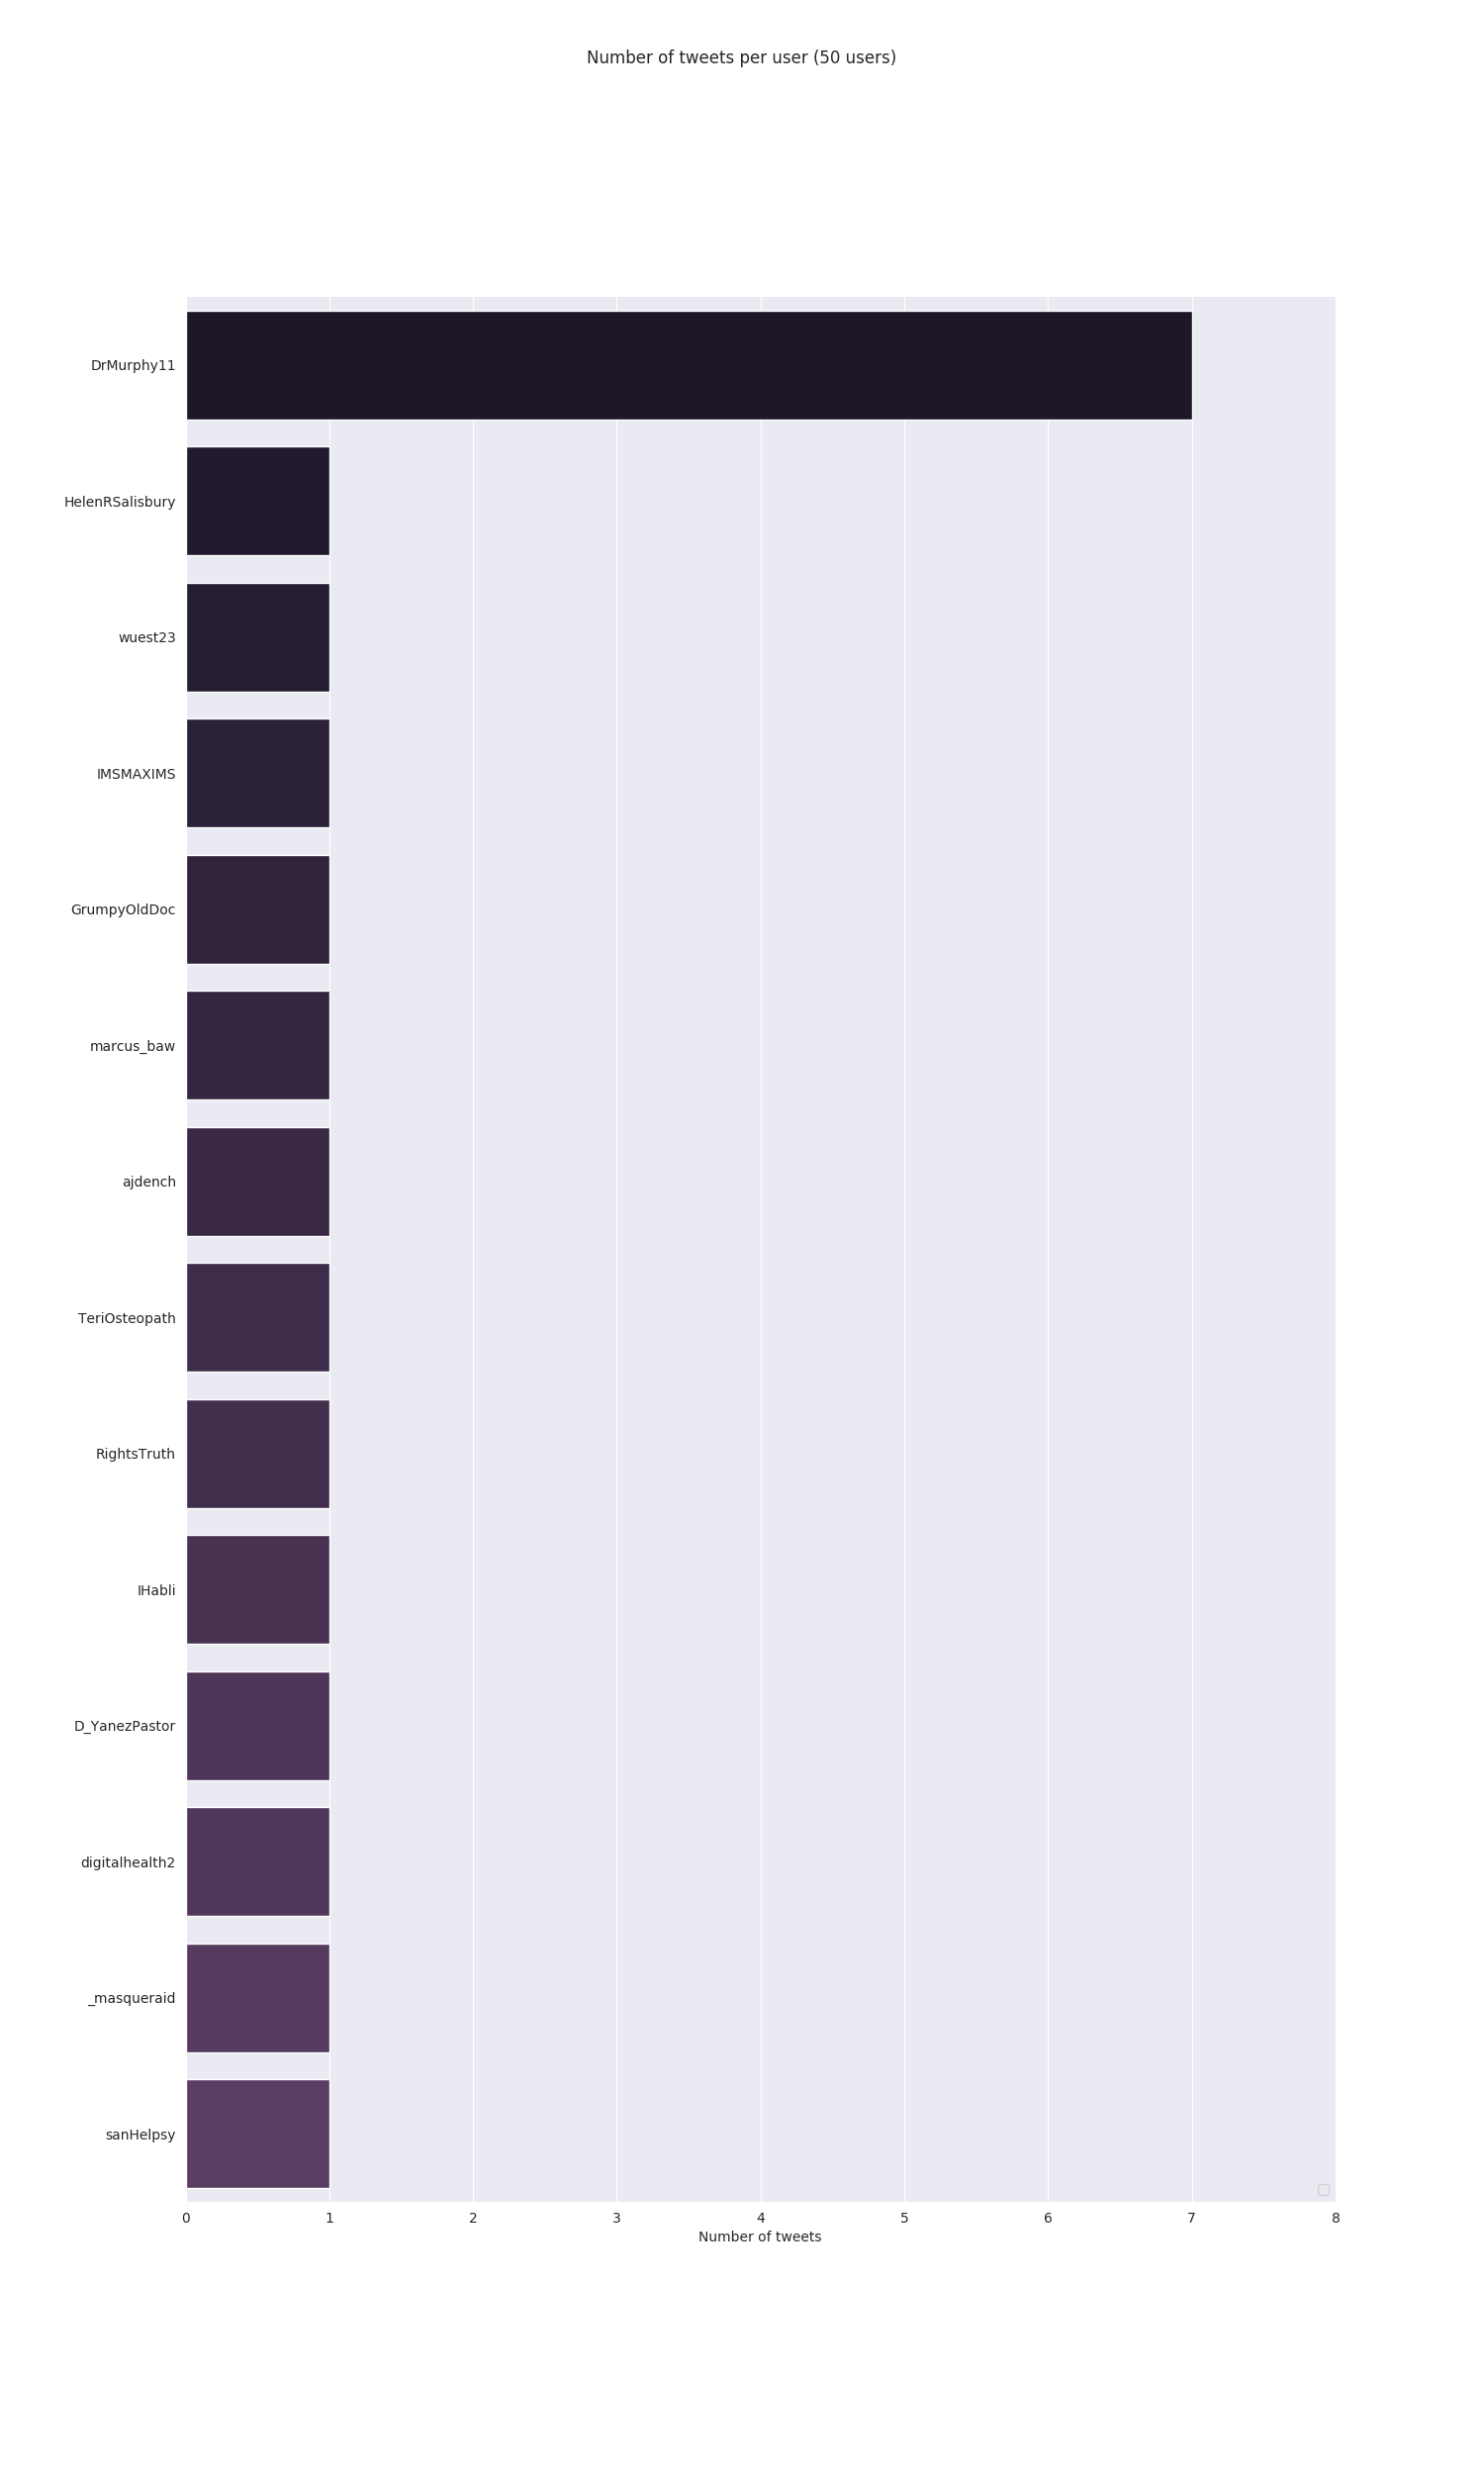 Number of tweets per user (50 users)
DrMurphy11
HelenRSalisbury
wuest23
IMSMAXIMS
GrumpyOldDoc
marcus_baw
ajdench
TeriOsteopath
RightsTruth
IHabli
D_YanezPastor
digitalhealth2
_masqueraid
sanHelpsy
0 1 2 3 4 5 6 7 8
Number of tweets